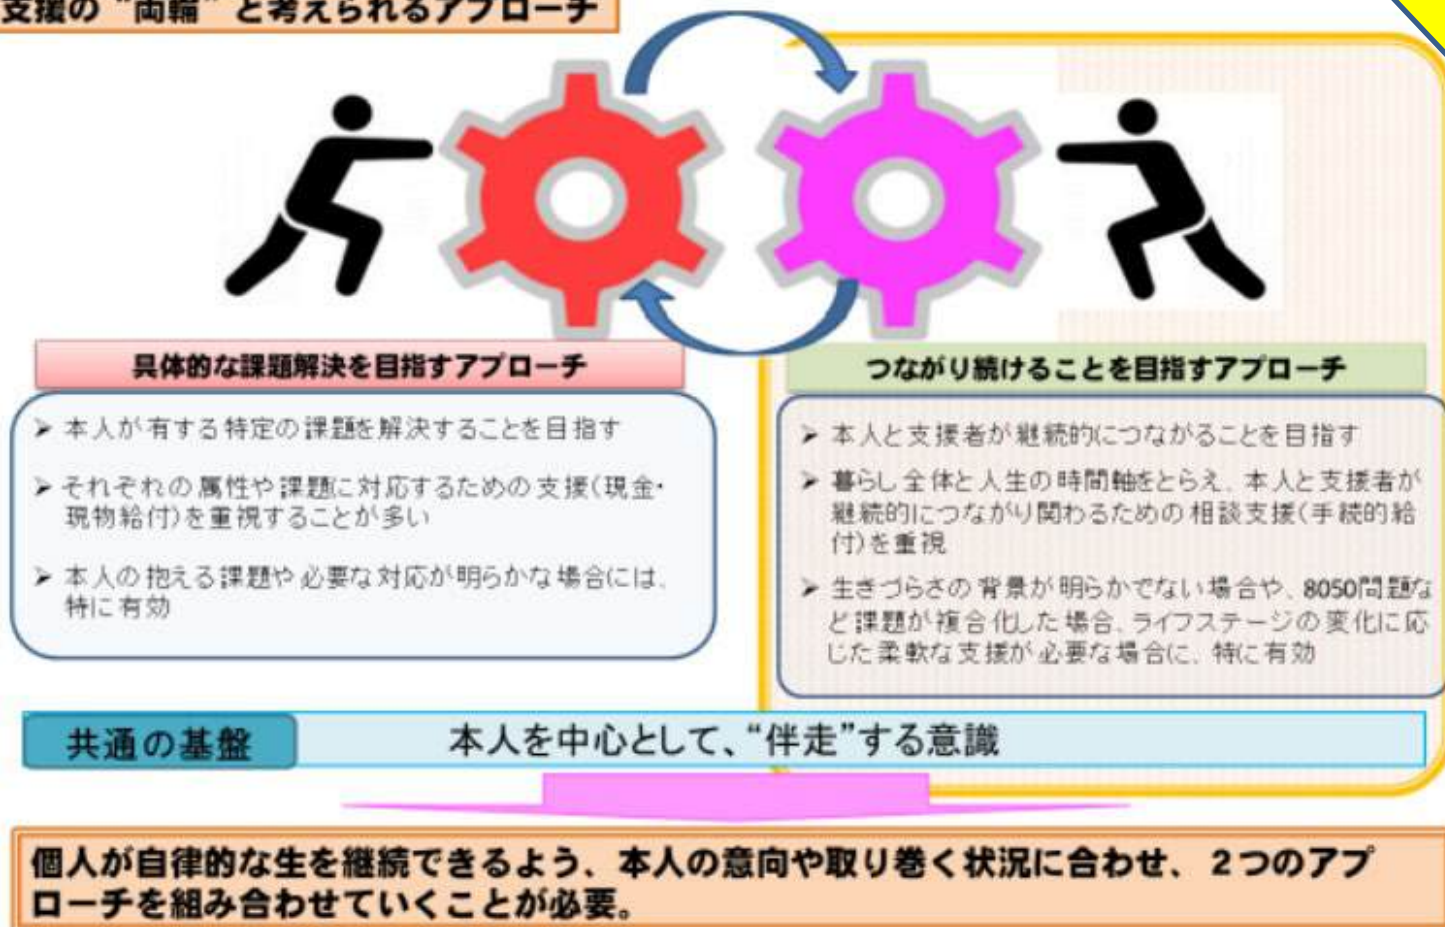 支援の“両輪”と考えられるアプローチ
具体的な課題解決を目指すアプローチ
➢ 本人が有する特定の課題を解決することを目指す
➢ それぞれの属性や課題に対応するための支援(現金・
現物給付)を重視することが多い
➢ 本人の抱える課題や必要な対応が明らかな場合には、
特に有効
つながり続けることを目指すアプローチ
➢ 本人と支援者が継続的につながることを目指す
➢ 暮らし全体と人生の時間軸をとらえ、本人と支援者が
継続的につながり関わるための相談支援(手続的給
付)を重視
➢ 生きづらさの背景が明らかでない場合や、8050問題な
ど課題が複合化した場合、ライフステージの変化に応
じた柔軟な支援が必要な場合に、特に有効
共通の基盤
本人を中心として、“伴走”する意識
個人が自律的な生を継続できるよう、本人の意向や取り巻く状況に合わせ、２つのアプ
ローチを組み合わせていくことが必要。